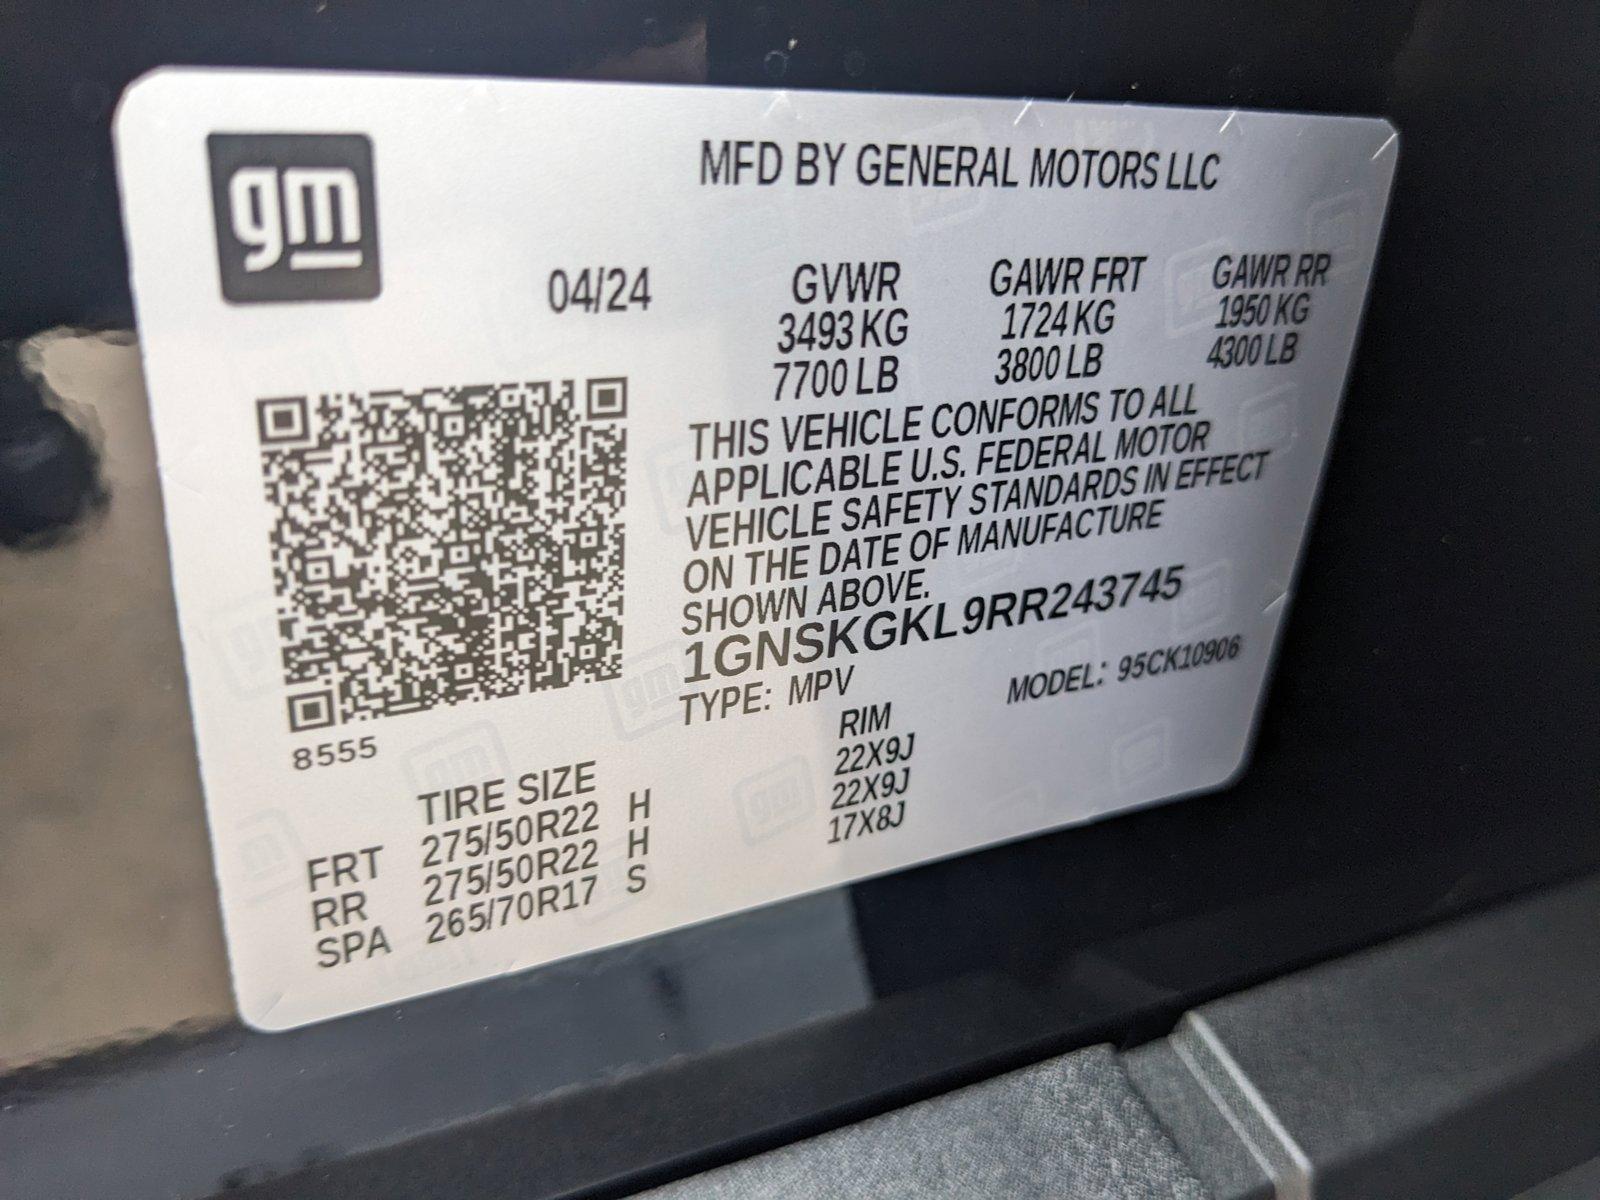 gm
MFD BY GENERAL MOTORS LLC
04/24
GVWR
3493 KG
7700 LB
GAWR FRT
1724 KG
3800 LB
GAWR RR
1950 KG
4300 LB
THIS VEHICLE CONFORMS TO ALL
APPLICABLE U.S. FEDERAL MOTOR
VEHICLE SAFETY STANDARDS IN EFFECT
ON THE DATE OF MANUFACTURE
SHOWN ABOVE.
1GNSKGKL9RR243745
TYPE: MPV MODEL: 95CK10906
8555
TIRE SIZE RIM
FRT 275/50R22 H 22X9J
RR 275/50R22 H 22X9J
SPA 265/70R17 S 17X8J